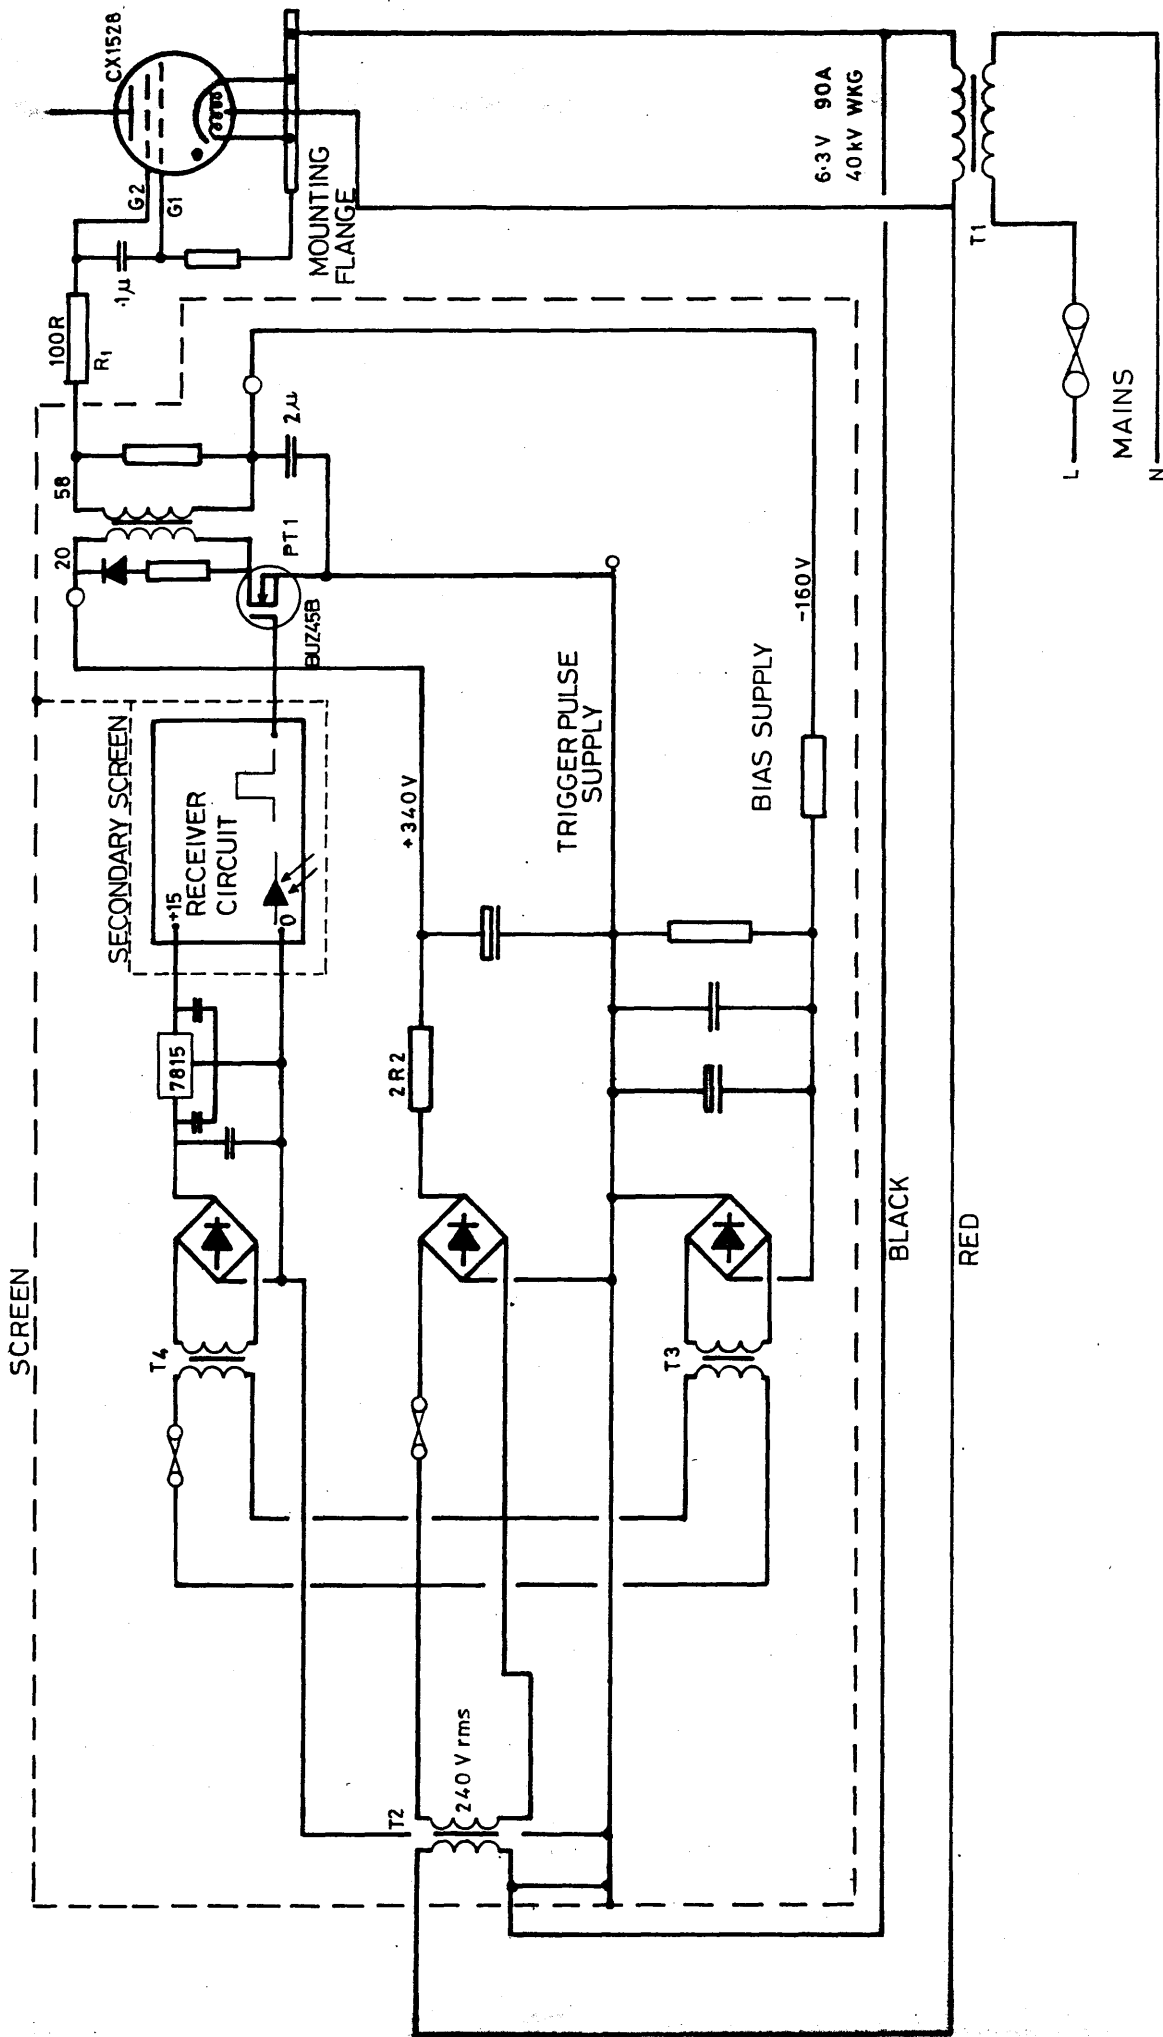 SCREEN
T4
7815
SECONDARY SCREEN
+15
RECEIVER
CIRCUIT
0
20
58
100R
R₁
.1μ
G2
G1
CX1528
MOUNTING
FLANGE
BUZ45B
PT1
2μ
T2
240 V rms
2R2
+340V
TRIGGER PULSE
SUPPLY
T3
BIAS SUPPLY
-160V
BLACK
RED
6.3V 90A
40kV WKG
T1
L
MAINS
N